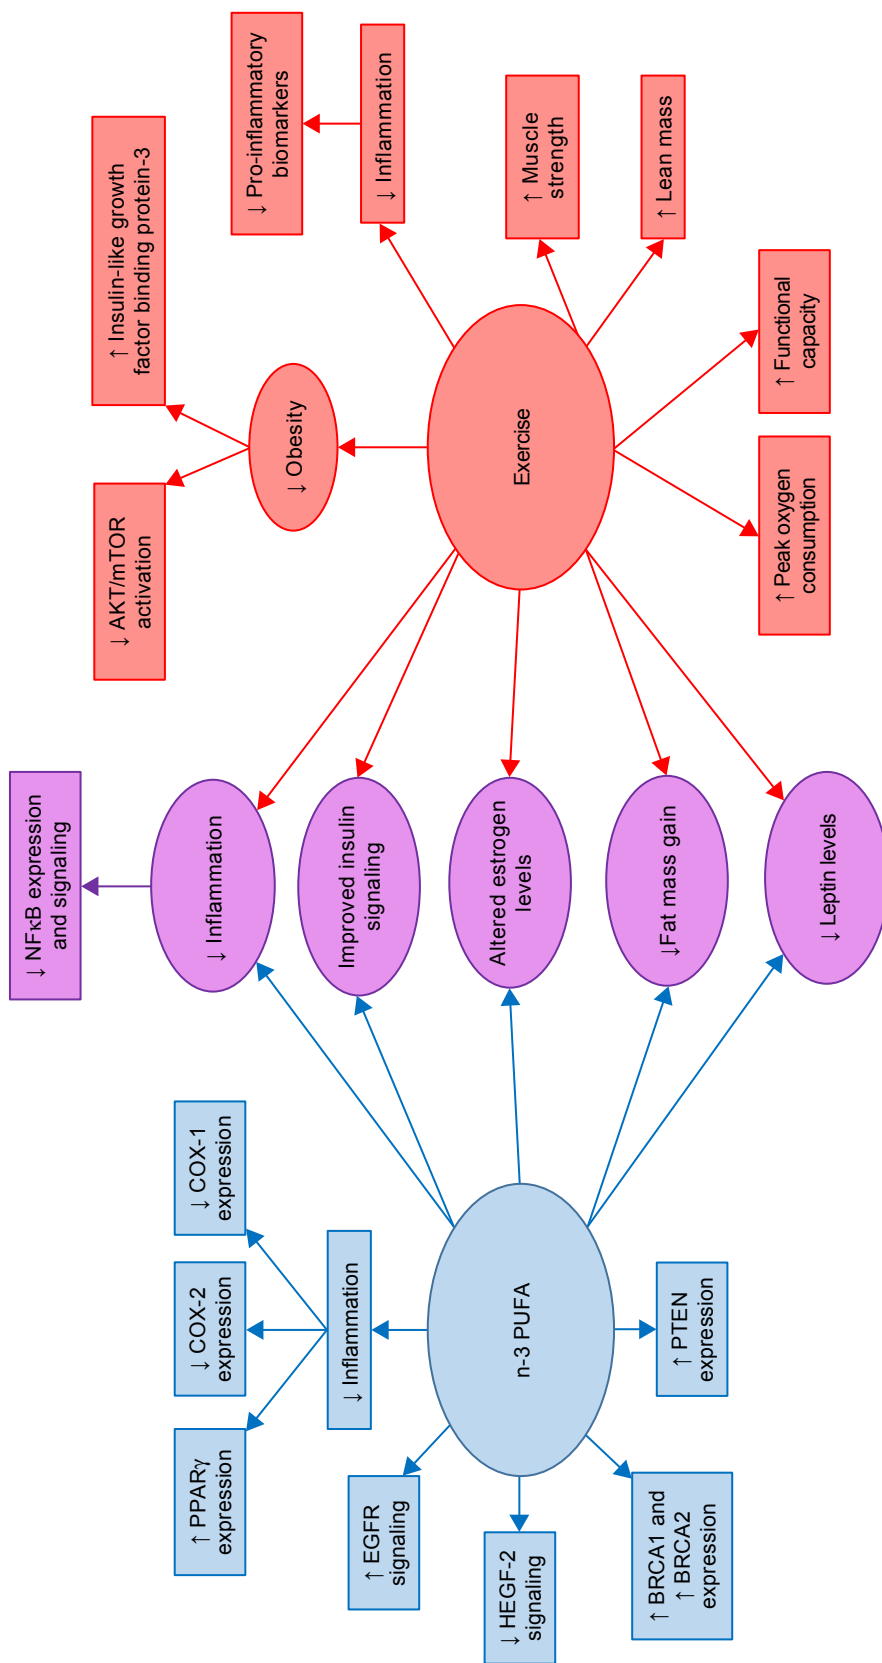 ↓ NFκB expression
and signaling
↑ PPARγ
expression
↓ COX-2
expression
↓ COX-1
expression
↓ Inflammation
↑ EGFR
signaling
↓ HEGF-2
signaling
n-3 PUFA
↑ BRCA1 and
↑ BRCA2
expression
↑ PTEN
expression
↓ Inflammation
Improved insulin
signaling
Altered estrogen
levels
↓Fat mass gain
↓ Leptin levels
↓ AKT/mTOR
activation
↑ Insulin-like growth
factor binding protein-3
↓ Obesity
↓ Pro-inflammatory
biomarkers
↓ Inflammation
Exercise
↑ Muscle
strength
↑ Lean mass
↑ Peak oxygen
consumption
↑ Functional
capacity